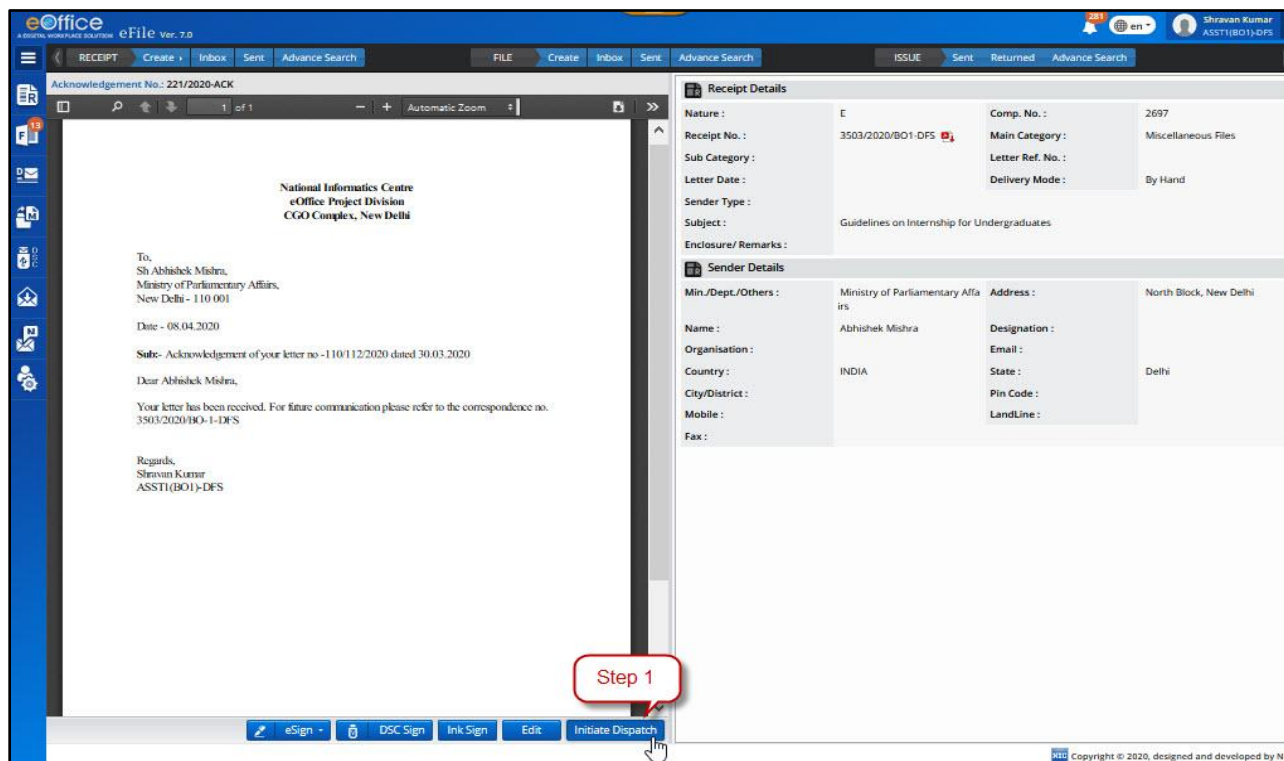 eOffice
A DIGITAL WORKPLACE SOLUTION eFile Ver. 7.0
281
en
Shravan Kumar
ASST1(BO1)-DFS
RECEIPT Create Inbox Sent Advance Search FILE Create Inbox Sent Advance Search ISSUE Sent Returned Advance Search
Acknowledgement No.: 221/2020-ACK
1 of 1 Automatic Zoom
13
DSC
National Informatics Centre
eOffice Project Division
CGO Complex, New Delhi
To,
Sh Abhishek Mishra,
Ministry of Parliamentary Affairs,
New Delhi - 110 001
Date - 08.04.2020
Sub:- Acknowledgement of your letter no -110/112/2020 dated 30.03.2020
Dear Abhishek Mishra,
Your letter has been received. For future communication please refer to the correspondence no.
3503/2020/BO-1-DFS
Regards,
Shravan Kumar
ASST1(BO1)-DFS
Step 1
eSign DSC Sign Ink Sign Edit Initiate Dispatch
Receipt Details
Nature : E Comp. No. : 2697
Receipt No. : 3503/2020/BO1-DFS Main Category : Miscellaneous Files
Sub Category : Letter Ref. No. :
Letter Date : Delivery Mode : By Hand
Sender Type :
Subject : Guidelines on Internship for Undergraduates
Enclosure/ Remarks :
Sender Details
Min./Dept./Others : Ministry of Parliamentary Affa Address : North Block, New Delhi
irs
Name : Abhishek Mishra Designation :
Organisation : Email :
Country : INDIA State : Delhi
City/District : Pin Code :
Mobile : LandLine :
Fax :
NIC Copyright © 2020, designed and developed by N